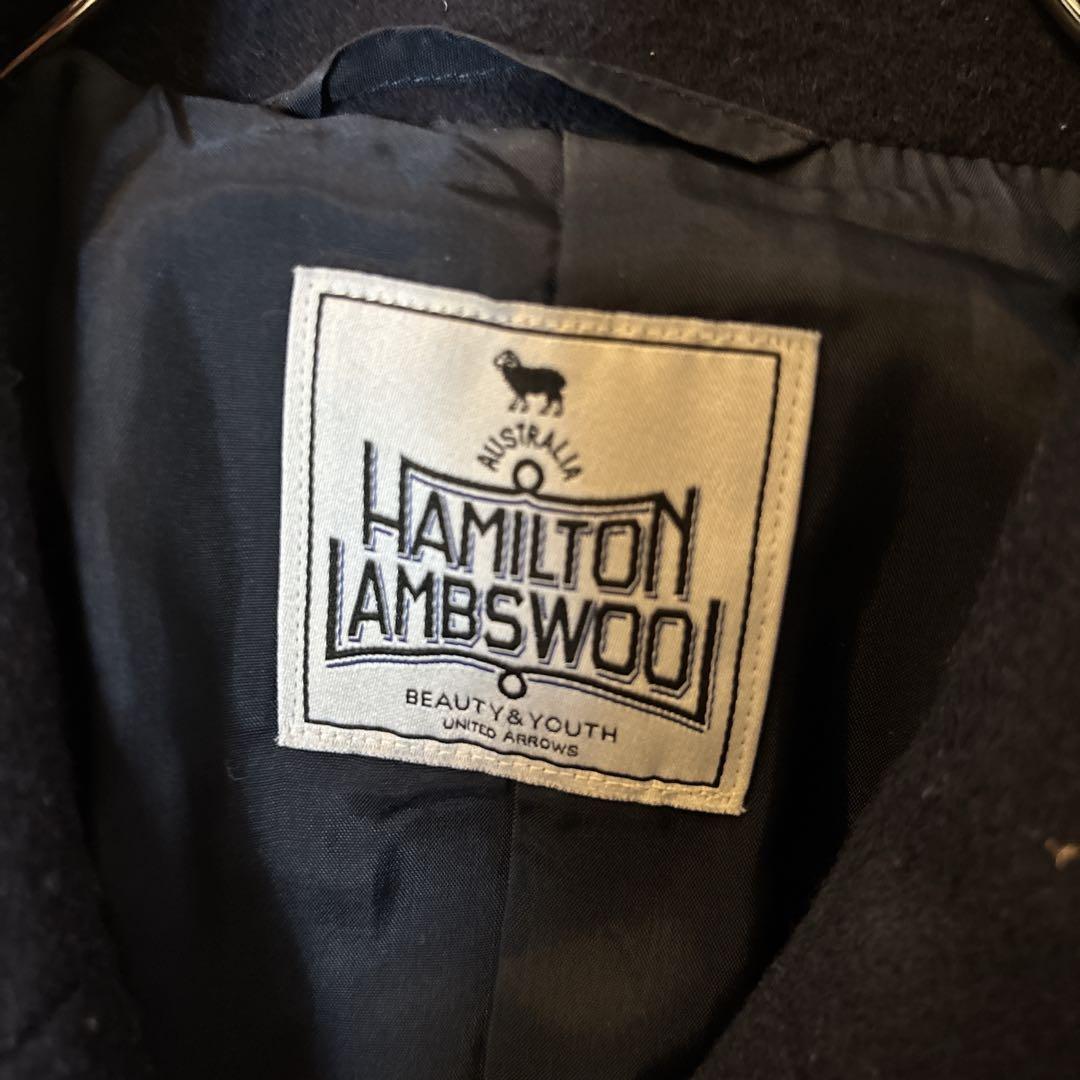 AUSTRALIA
HAMILTON
LAMBSWOOL
BEAUTY & YOUTH
UNITED ARROWS